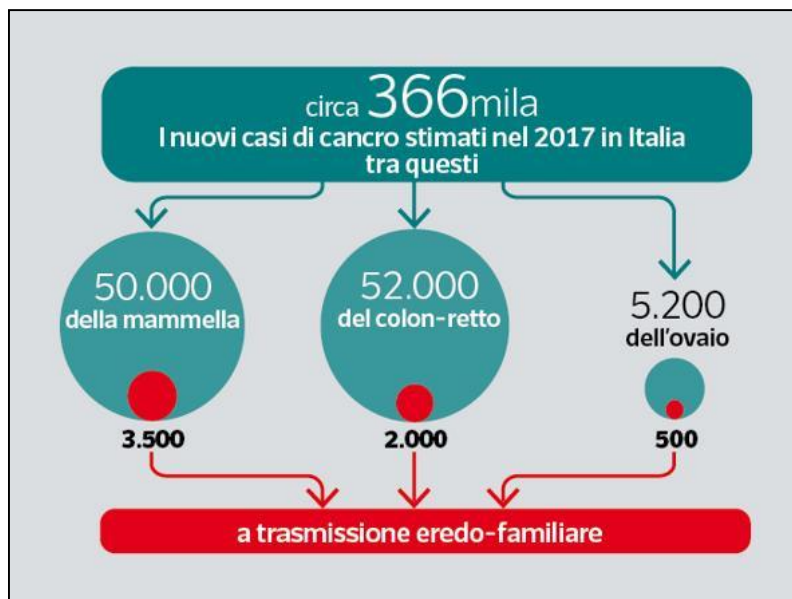 circa 366mila
I nuovi casi di cancro stimati nel 2017 in Italia
tra questi
50.000
della mammella
52.000
del colon-retto
5.200
dell'ovaio
3.500
2.000
500
a trasmissione eredo-familiare